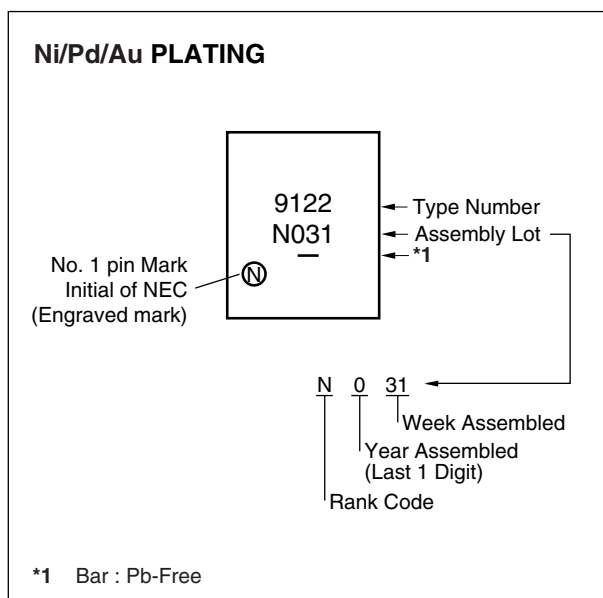 Ni/Pd/Au PLATING
9122
N031
N
Type Number
Assembly Lot
*1
No. 1 pin Mark
Initial of NEC
(Engraved mark)
N 0 31
Week Assembled
Year Assembled
(Last 1 Digit)
Rank Code
*1 Bar : Pb-Free